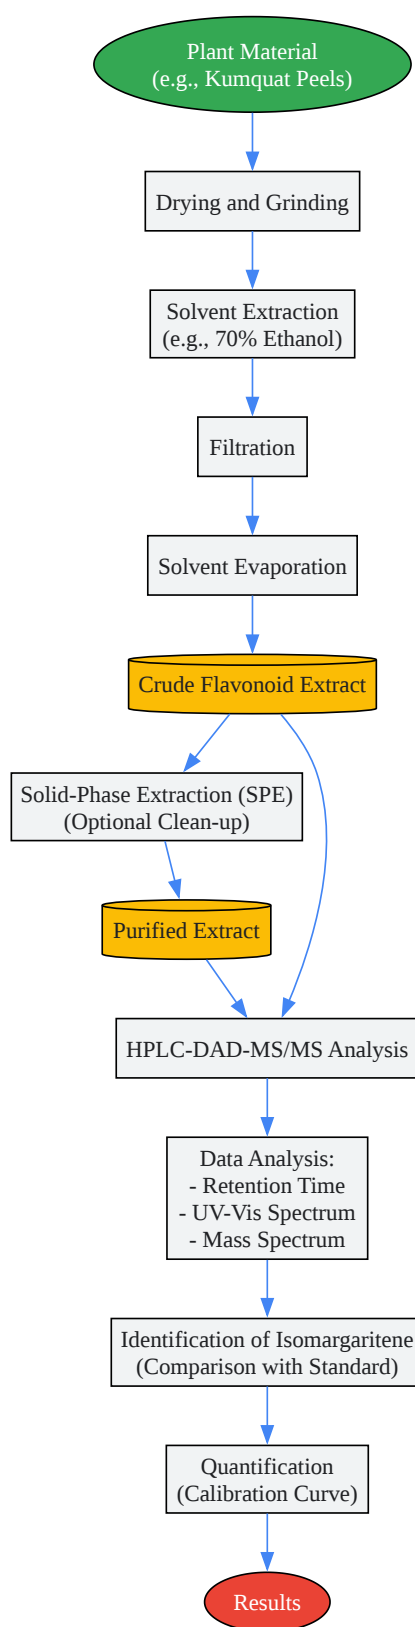 Plant Material
(e.g., Kumquat Peels)
Drying and Grinding
Solvent Extraction
(e.g., 70% Ethanol)
Filtration
Solvent Evaporation
Crude Flavonoid Extract
Solid-Phase Extraction (SPE)
(Optional Clean-up)
Purified Extract
HPLC-DAD-MS/MS Analysis
Data Analysis:
- Retention Time
- UV-Vis Spectrum
- Mass Spectrum
Identification of Isomargaritene
(Comparison with Standard)
Quantification
(Calibration Curve)
Results